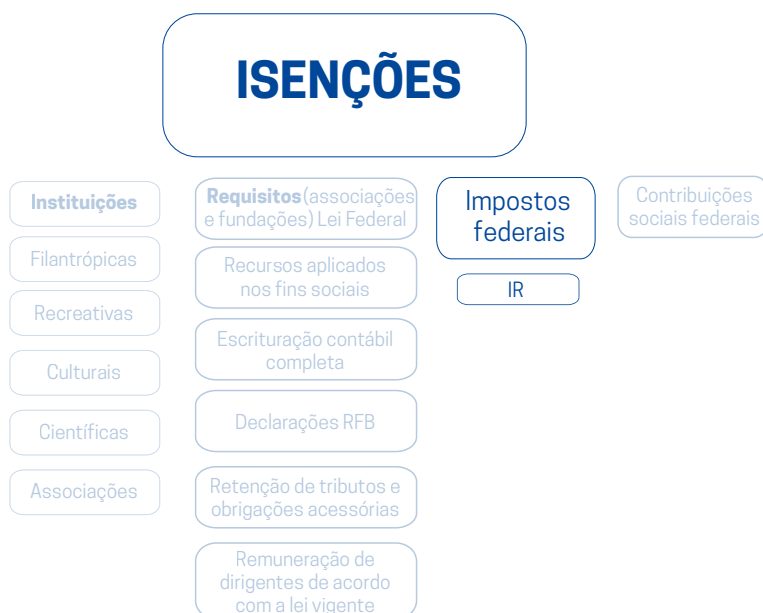 ISENÇÕES
Instituições
Filantrópicas
Recreativas
Culturais
Científicas
Associações
Requisitos (associações
e fundações) Lei Federal
Recursos aplicados
nos fins sociais
Escrituração contábil
completa
Declarações RFB
Retenção de tributos e
obrigações acessórias
Remuneração de
dirigentes de acordo
com a lei vigente
Impostos
federais
IR
Contribuições
sociais federais